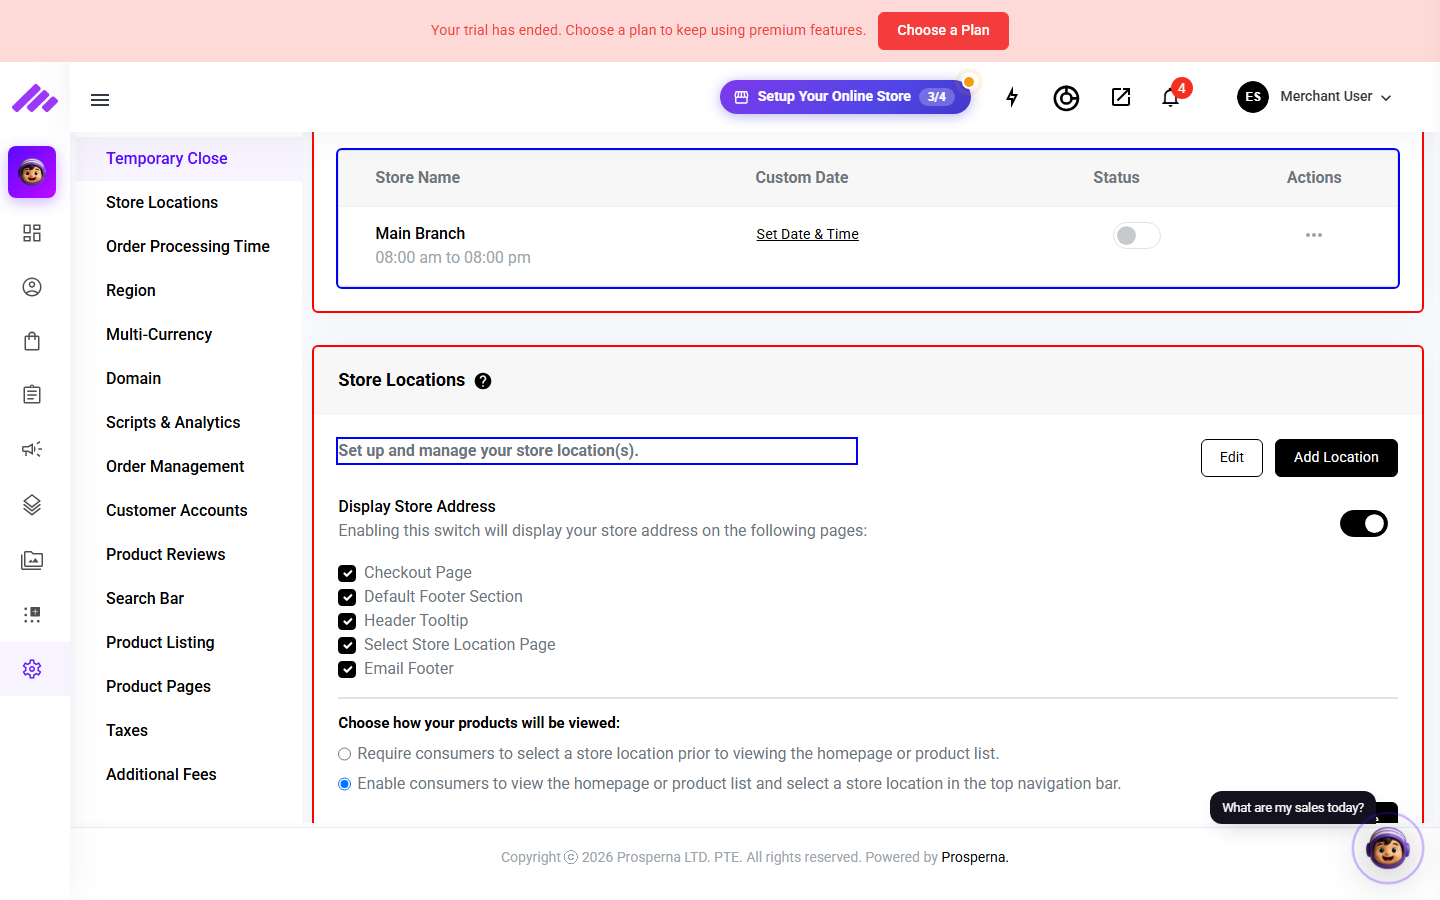 Your trial has ended. Choose a plan to keep using premium features.
Choose a Plan
Setup Your Online Store 3/4
4
ES
Merchant User
Temporary Close
Store Locations
Order Processing Time
Region
Multi-Currency
Domain
Scripts & Analytics
Order Management
Customer Accounts
Product Reviews
Search Bar
Product Listing
Product Pages
Taxes
Additional Fees
Store Name Custom Date Status Actions
Main Branch Set Date & Time
08:00 am to 08:00 pm
Store Locations
Set up and manage your store location(s).
Edit
Add Location
Display Store Address
Enabling this switch will display your store address on the following pages:
Checkout Page
Default Footer Section
Header Tooltip
Select Store Location Page
Email Footer
Choose how your products will be viewed:
Require consumers to select a store location prior to viewing the homepage or product list.
Enable consumers to view the homepage or product list and select a store location in the top navigation bar.
What are my sales today?
Copyright © 2026 Prosperna LTD. PTE. All rights reserved. Powered by Prosperna.